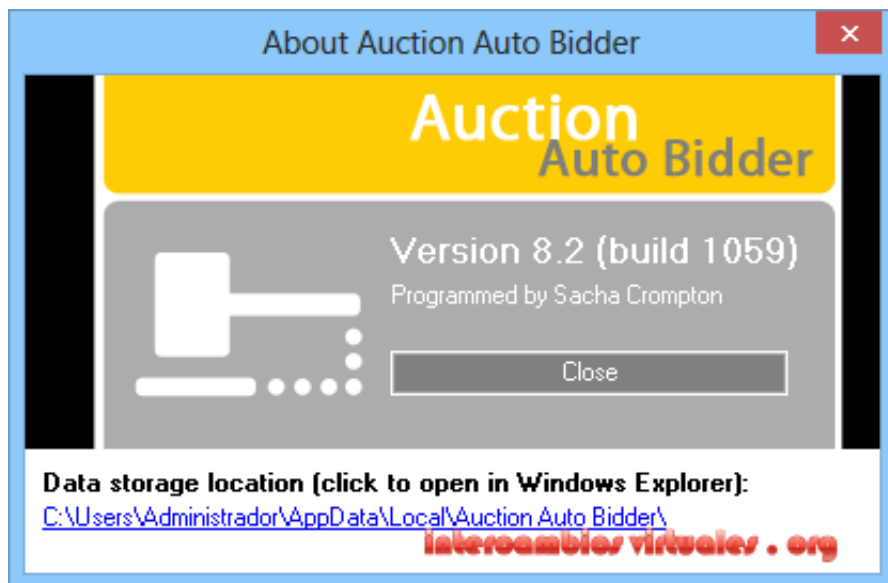 About Auction Auto Bidder
Auction
Auto Bidder
Version 8.2 (build 1059)
Programmed by Sacha Crompton
Close
Data storage location (click to open in Windows Explorer):
C:\Users\Administrador\AppData\Local\Auction Auto Bidder\
intercambios virtuales . org